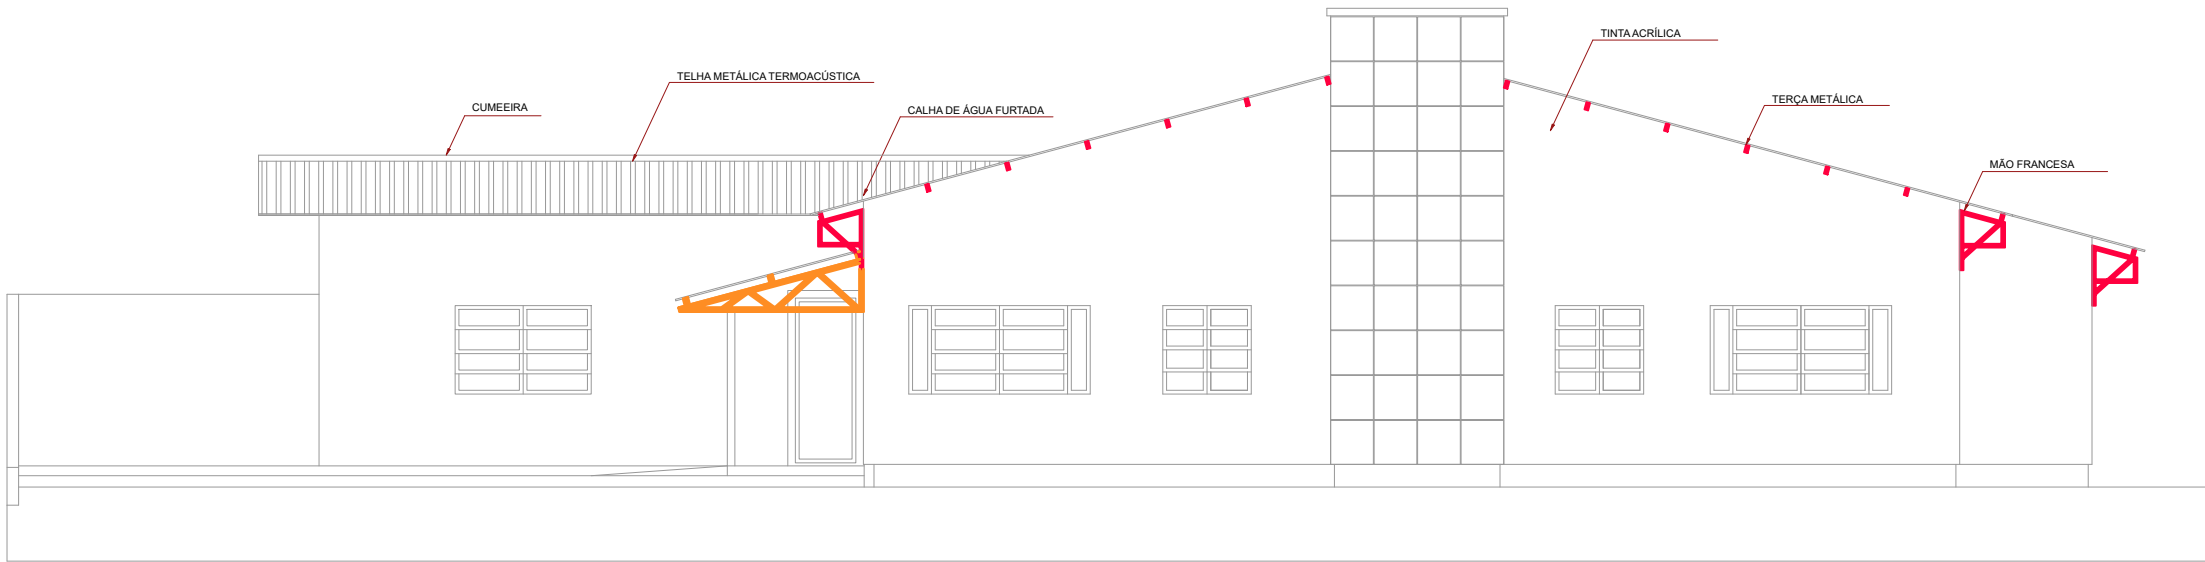 TINTA ACRÍLICA
TELHA METÁLICA TERMOACÚSTICA
TERÇA METÁLICA
CUMEEIRA
CALHA DE ÁGUA FURTADA
MÃO FRANCESA